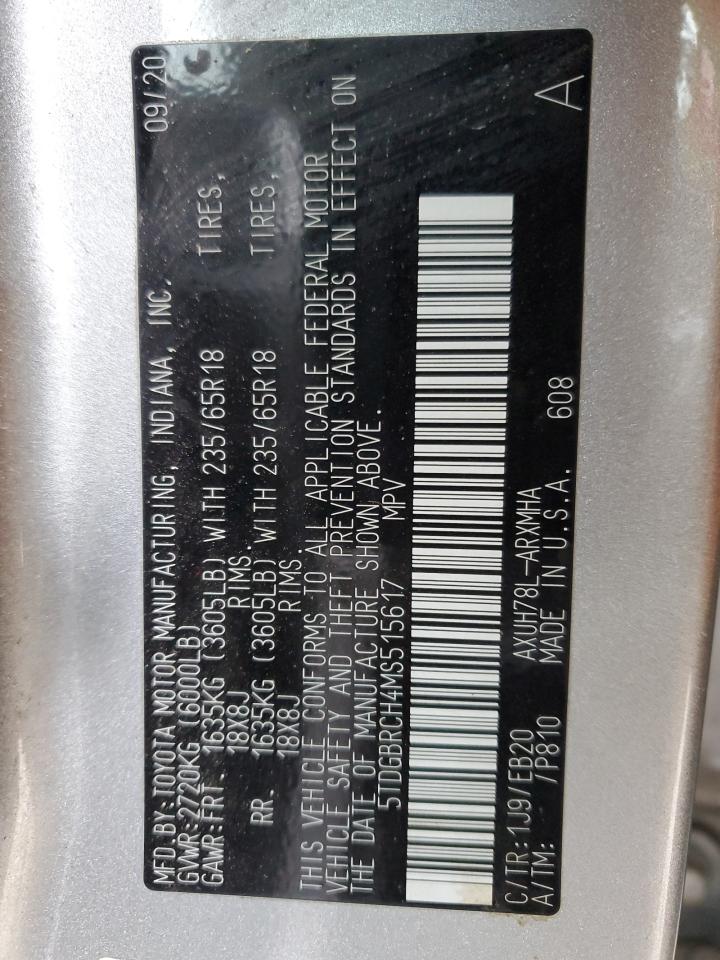 MFD.BY:TOYOTA MOTOR MANUFACTURING, INDIANA, INC. 09/20
GVWR:2720KG (6000LB)
GAWR:FRT. 1635KG (3605LB) WITH 235/65R18 TIRES,
18X8J RIMS.
RR. 1635KG (3605LB) WITH 235/65R18 TIRES,
18X8J RIMS.
THIS VEHICLE CONFORMS TO ALL APPLICABLE FEDERAL MOTOR
VEHICLE SAFETY AND THEFT PREVENTION STANDARDS IN EFFECT ON
THE DATE OF MANUFACTURE SHOWN ABOVE.
5TDGBRCH4MS515617 MPV
C/TR:1J9/EB20 AXUH78L-ARXMHA
A/TM: /P810 MADE IN U.S.A. 608 A